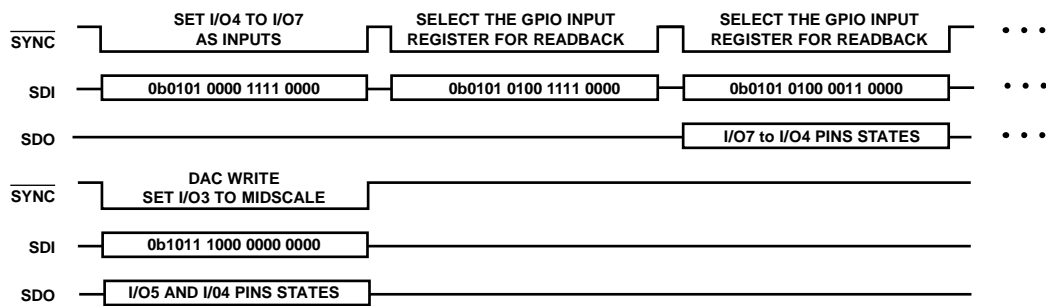 SET I/O4 TO I/O7
AS INPUTS
SELECT THE GPIO INPUT
REGISTER FOR READBACK
SELECT THE GPIO INPUT
REGISTER FOR READBACK
SYNC
• • •
SDI
0b0101 0000 1111 0000
0b0101 0100 1111 0000
0b0101 0100 0011 0000
• • •
SDO
I/O7 to I/O4 PINS STATES
• • •
SYNC
DAC WRITE
SET I/O3 TO MIDSCALE
SDI
0b1011 1000 0000 0000
SDO
I/O5 AND I/04 PINS STATES